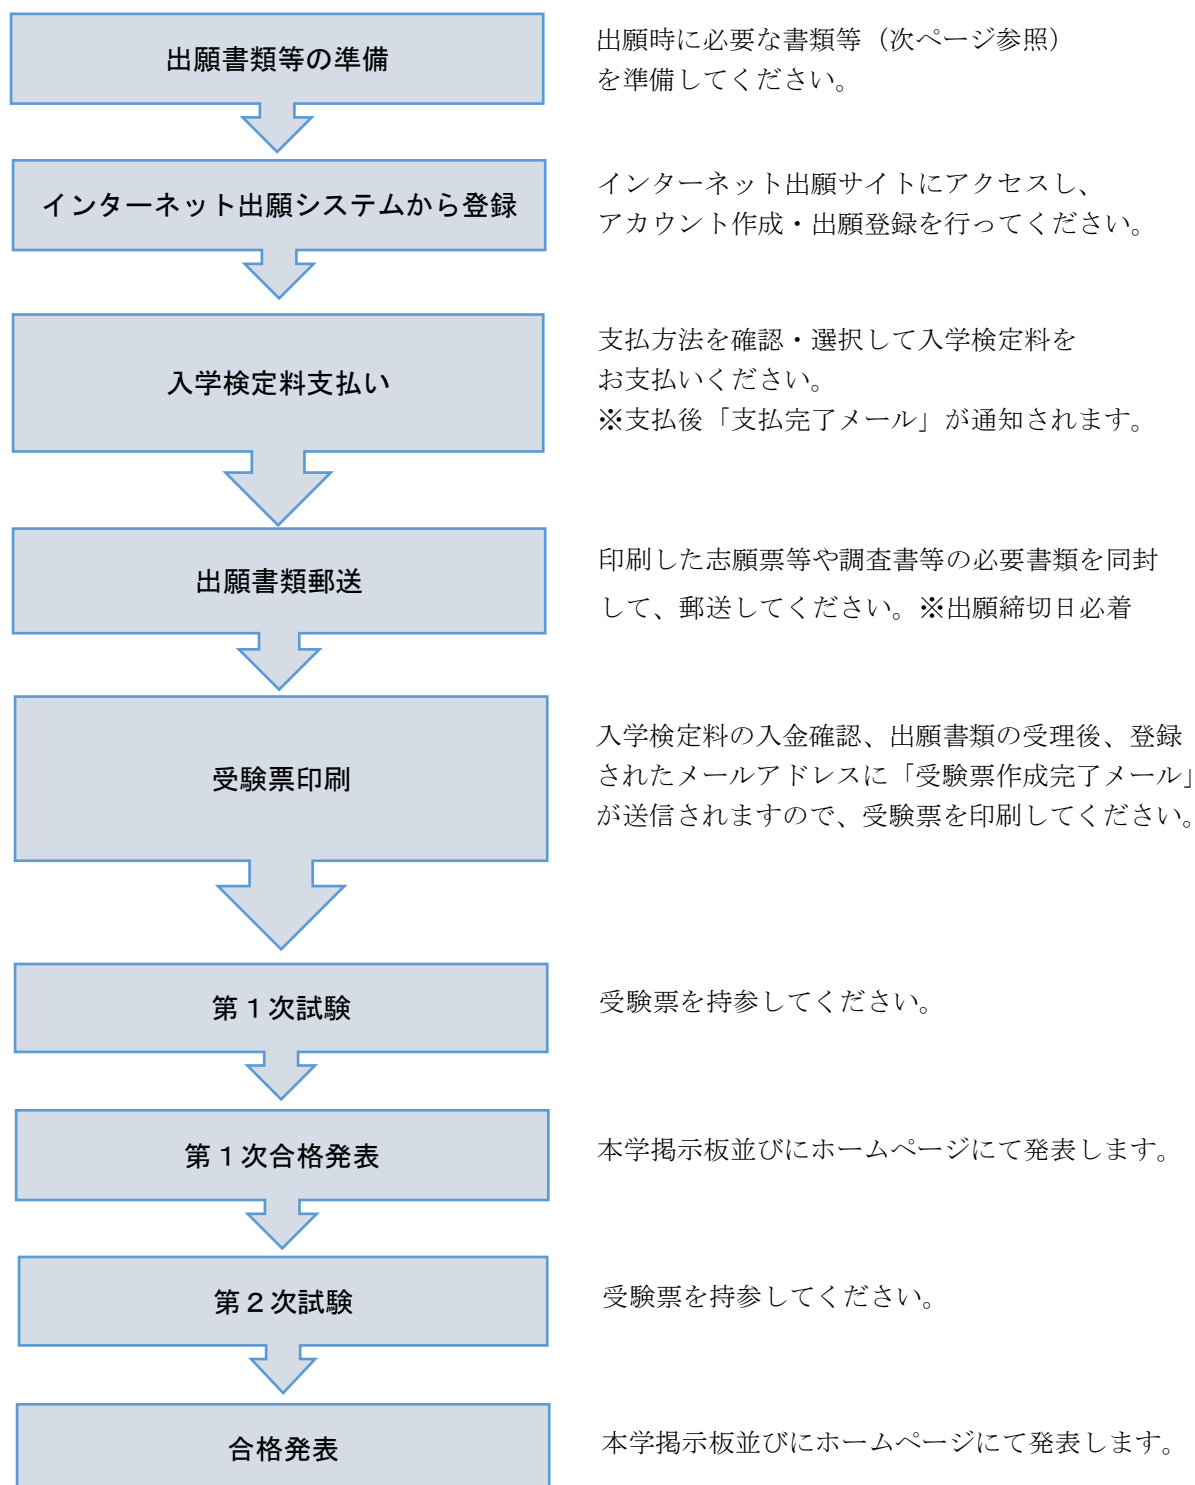 出願書類等の準備
出願時に必要な書類等（次ページ参照）
を準備してください。
インターネット出願システムから登録
インターネット出願サイトにアクセスし、
アカウント作成・出願登録を行ってください。
入学検定料支払い
支払方法を確認・選択して入学検定料を
お支払いください。
※支払後「支払完了メール」が通知されます。
出願書類郵送
印刷した志願票等や調査書等の必要書類を同封
して、郵送してください。※出願締切日必着
受験票印刷
入学検定料の入金確認、出願書類の受理後、登録
されたメールアドレスに「受験票作成完了メール」
が送信されますので、受験票を印刷してください。
第１次試験
受験票を持参してください。
第１次合格発表
本学掲示板並びにホームページにて発表します。
第２次試験
受験票を持参してください。
合格発表
本学掲示板並びにホームページにて発表します。